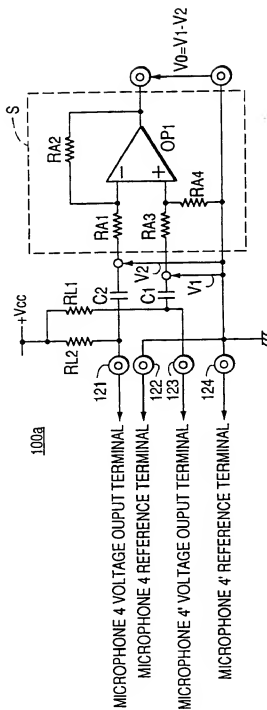 100a
+Vcc
S
RL2
RL1
RA2
RA1
RA3
RA4
OP1
C2
C1
V2
V1
V0=V1-V2
121
122
123
124
MICROPHONE 4 VOLTAGE OUPUT TERMINAL
MICROPHONE 4 REFERENCE TERMINAL
MICROPHONE 4' VOLTAGE OUPUT TERMINAL
MICROPHONE 4' REFERENCE TERMINAL
−
+